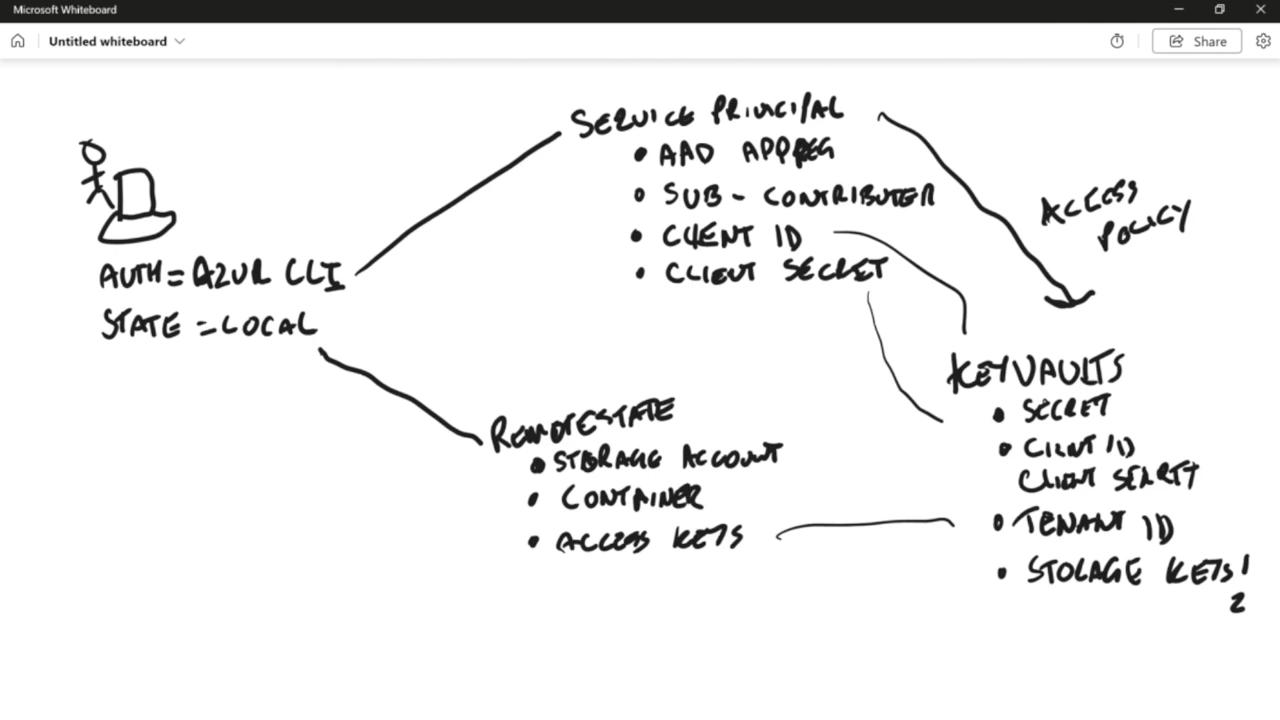 Microsoft Whiteboard
Untitled whiteboard
Share
SERVICE PRINCIPAL
• AAD APPREG
• SUB - CONTRIBUTER
• CLIENT ID
• CLIENT SECRET
ACCESS
POLICY
AUTH = AZUR CLI
STATE = LOCAL
REMOTESTATE
• STORAGE ACCOUNT
• CONTAINER
• ACCESS KEYS
KEYVAULTS
• SECRET
• CLIENT ID
CLIENT SECRET
• TENANT ID
• STORAGE KEYS 1
2